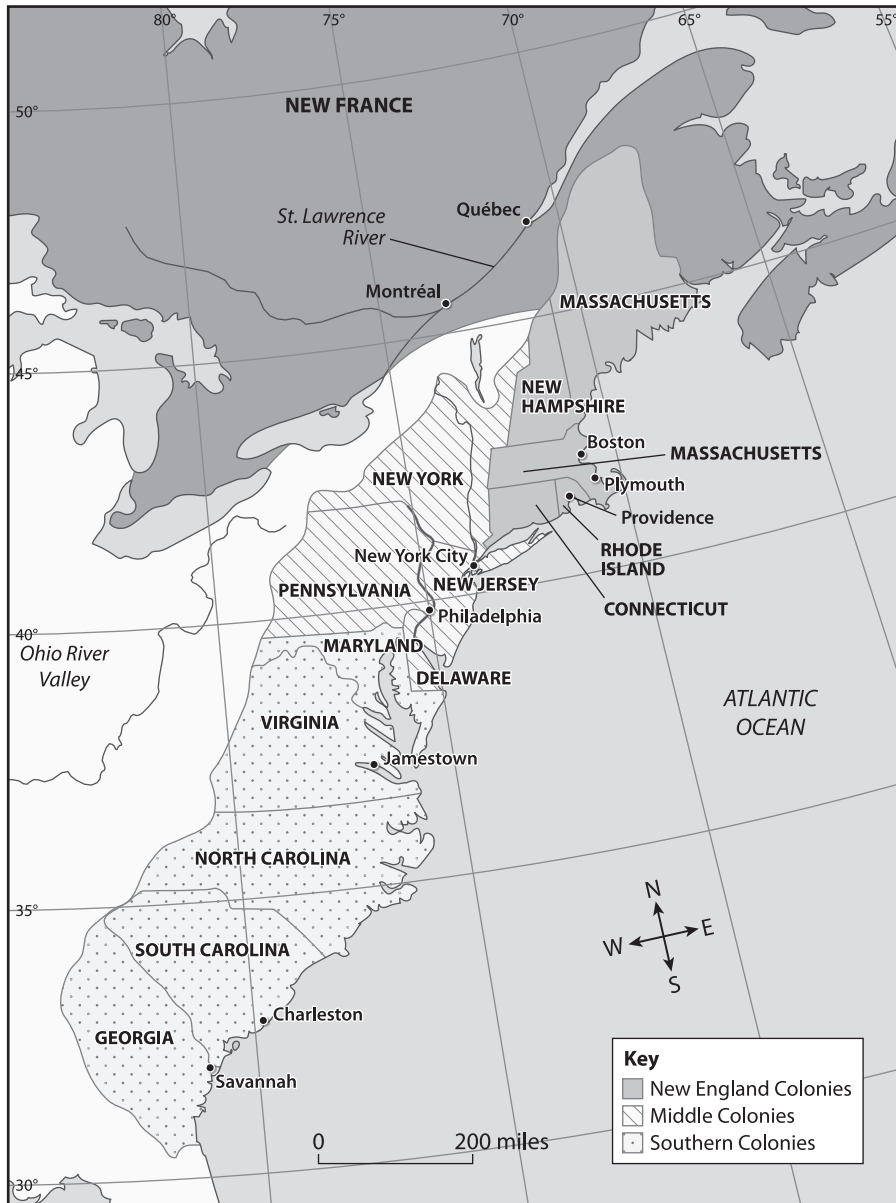 80°
75°
70°
65°
55°
50°
NEW FRANCE
Québec
St. Lawrence
River
Montréal
MASSACHUSETTS
45°
NEW
HAMPSHIRE
Boston
MASSACHUSETTS
NEW YORK
Plymouth
Providence
New York City
RHODE
ISLAND
PENNSYLVANIA
NEW JERSEY
CONNECTICUT
Philadelphia
40°
MARYLAND
Ohio River
Valley
DELAWARE
ATLANTIC
OCEAN
VIRGINIA
Jamestown
NORTH CAROLINA
35°
N
W
E
S
SOUTH CAROLINA
Charleston
GEORGIA
Savannah
Key
New England Colonies
Middle Colonies
Southern Colonies
0
200 miles
30°